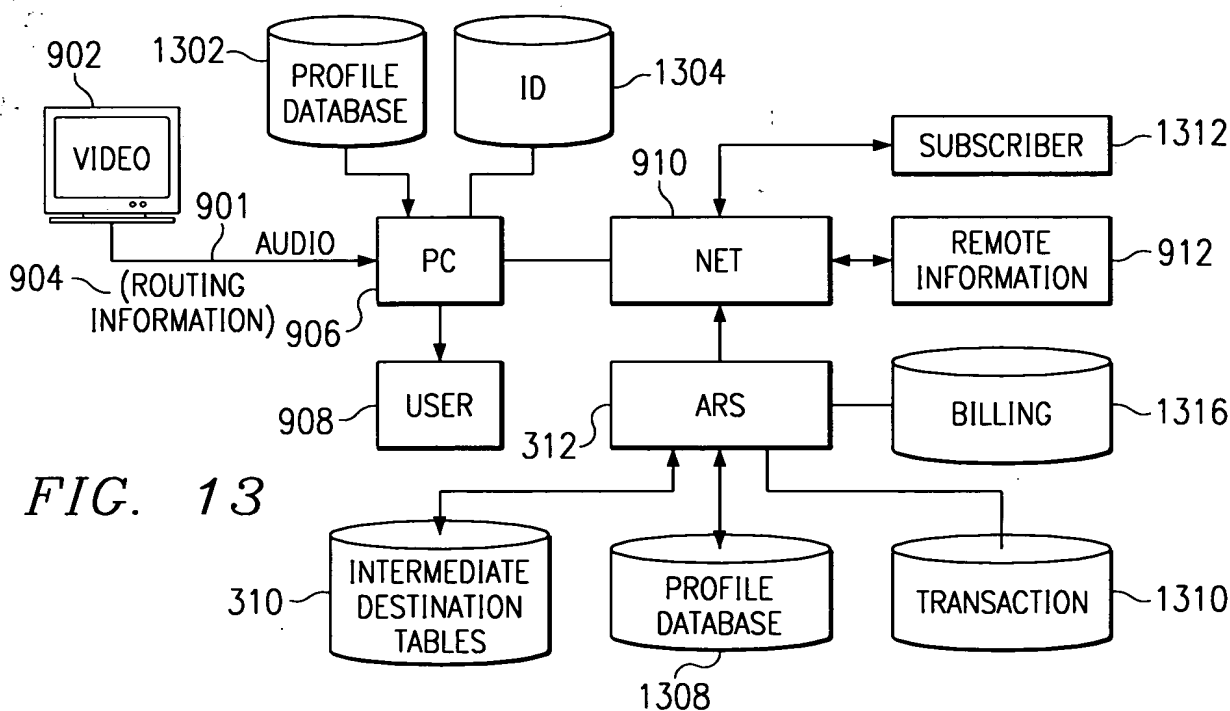 1302
PROFILE
DATABASE
ID
1304
902
VIDEO
901
AUDIO
904
(ROUTING
INFORMATION)
PC
906
910
NET
SUBSCRIBER
1312
REMOTE
INFORMATION
912
USER
908
ARS
312
BILLING
1316
FIG. 13
INTERMEDIATE
DESTINATION
TABLES
310
PROFILE
DATABASE
1308
TRANSACTION
1310